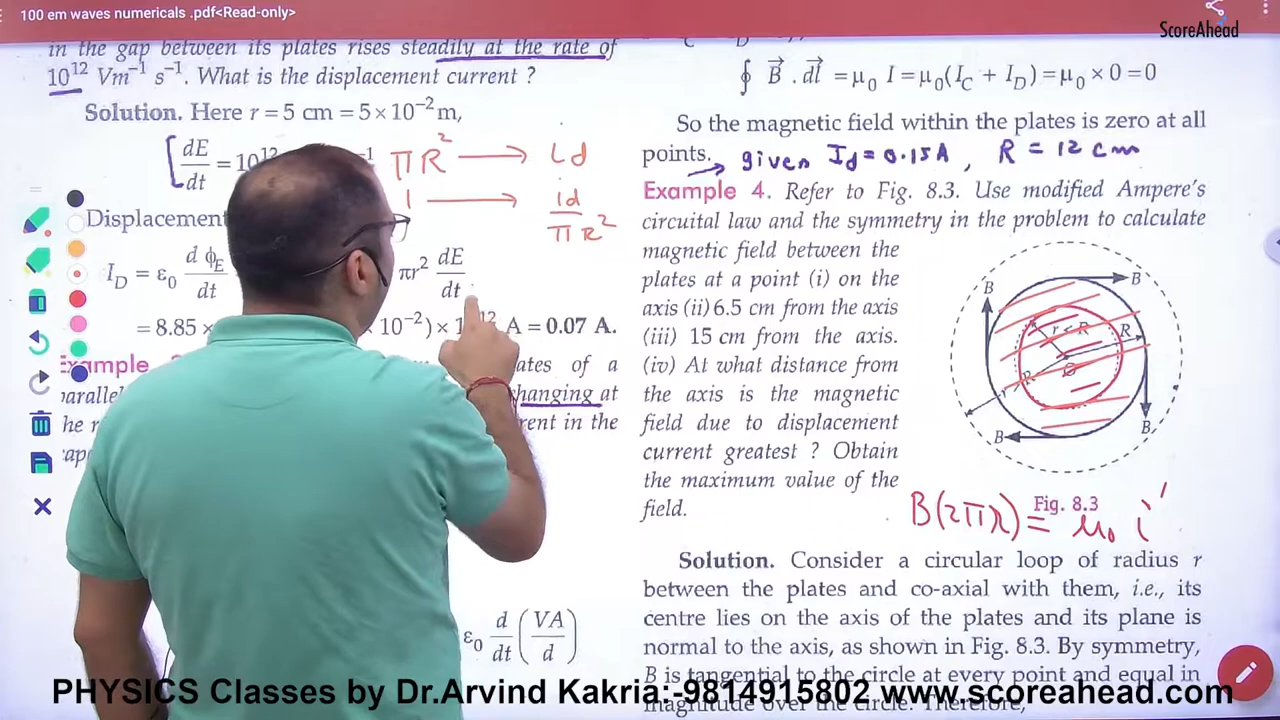 100 em waves numericals .pdf<Read-only>
ScoreAhead
in the gap between its plates rises steadily at the rate of
10¹² Vm⁻¹ s⁻¹. What is the displacement current ?
Solution. Here r = 5 cm = 5 × 10⁻² m,
dE/dt = 10¹²
πR² → id
1 → id/πR²
Displacement
I_D = ε₀ dϕ_E/dt πr² dE/dt
= 8.85 × 10⁻²) × 10¹² A = 0.07 A.
Example ates of a
parallel hanging at
the r rent in the
gap
ε₀ d/dt (VA/d)
C D
∮ B⃗ . dl⃗ = μ₀ I = μ₀(I_C + I_D) = μ₀ × 0 = 0
So the magnetic field within the plates is zero at all
points. → given I_d = 0.15A , R = 12 cm
Example 4. Refer to Fig. 8.3. Use modified Ampere's
circuital law and the symmetry in the problem to calculate
magnetic field between the
plates at a point (i) on the
axis (ii) 6.5 cm from the axis
(iii) 15 cm from the axis.
(iv) At what distance from
the axis is the magnetic
field due to displacement
current greatest ? Obtain
the maximum value of the
field.
B
B
r < R
R
O
r > R
B
B
Fig. 8.3
B(2πr) = μ₀ i'
Solution. Consider a circular loop of radius r
between the plates and co-axial with them, i.e., its
centre lies on the axis of the plates and its plane is
normal to the axis, as shown in Fig. 8.3. By symmetry,
B is tangential to the circle at every point and equal in
magnitude over the circle. Therefore,
PHYSICS Classes by Dr.Arvind Kakria:-9814915802 www.scoreahead.com